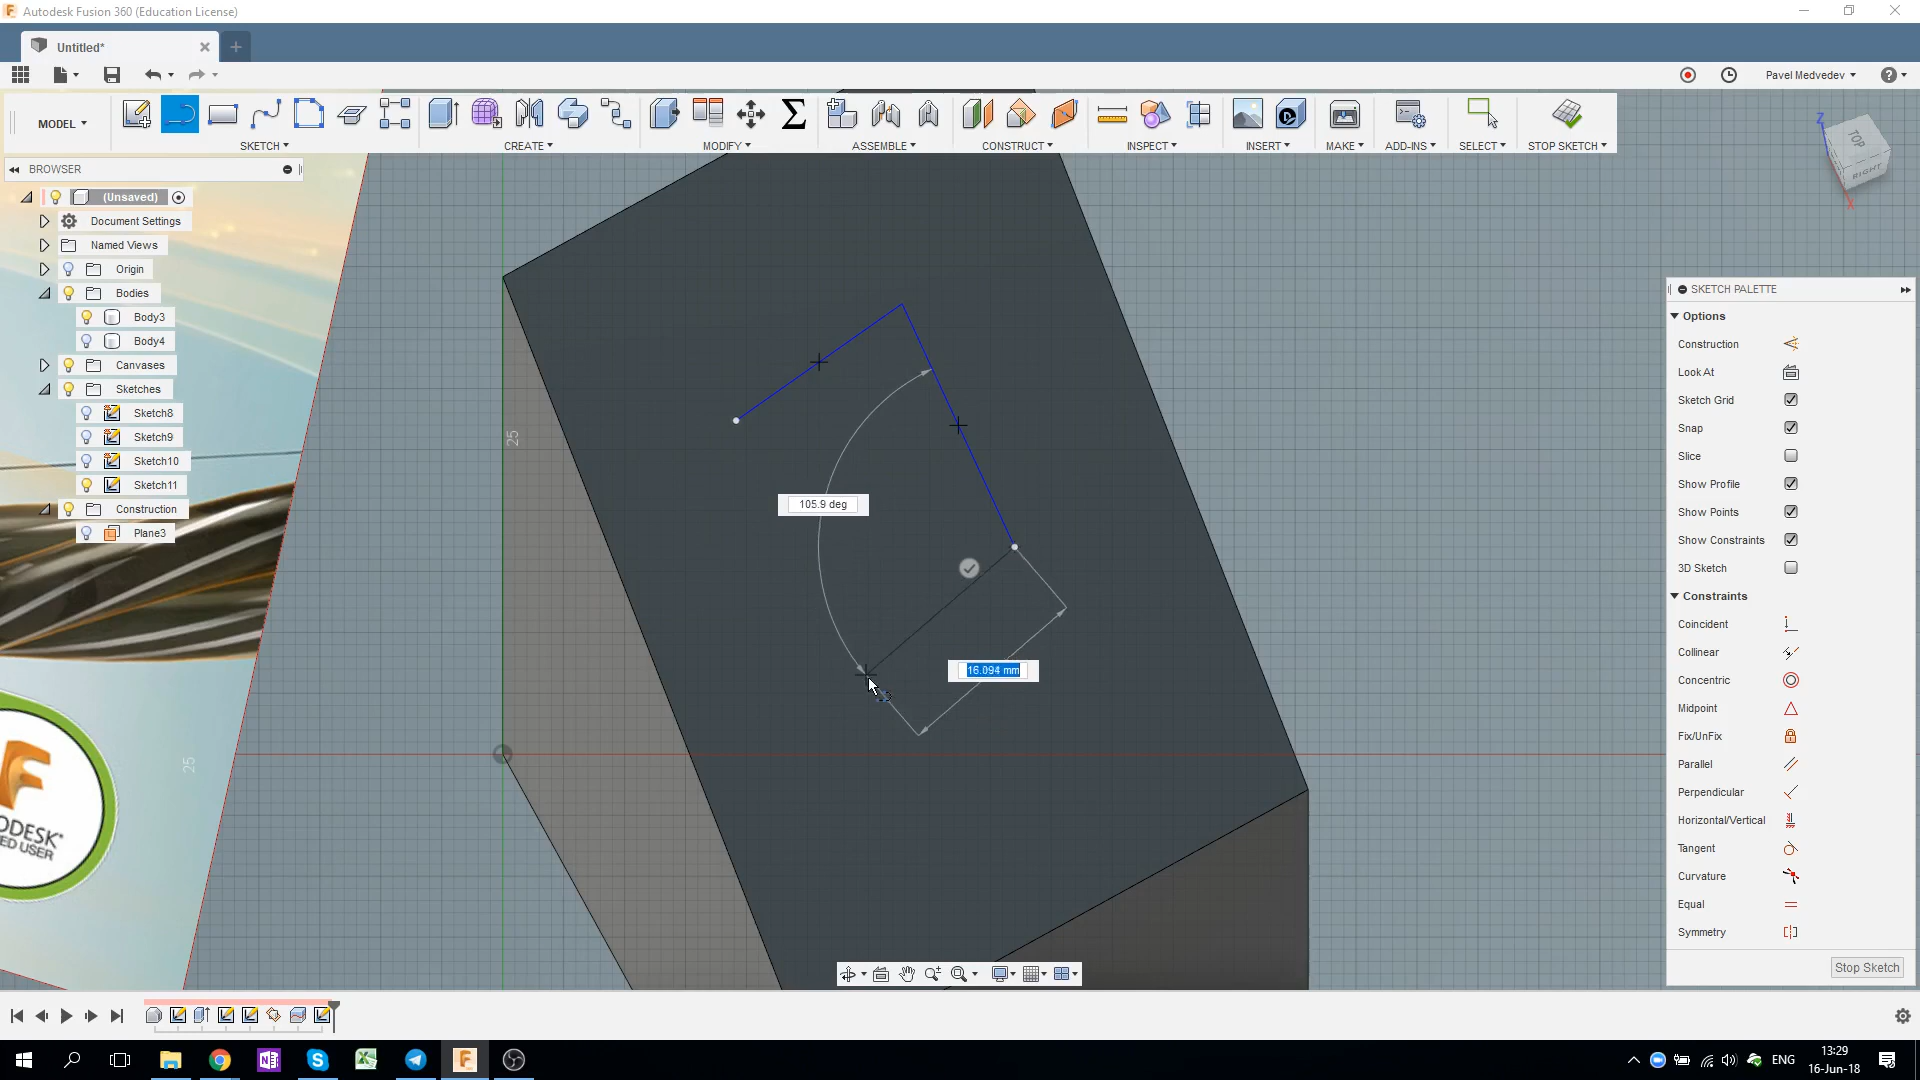 Autodesk Fusion 360 (Education License)
Untitled*
Pavel Medvedev
MODEL
SKETCH
CREATE
MODIFY
ASSEMBLE
CONSTRUCT
INSPECT
INSERT
MAKE
ADD-INS
SELECT
STOP SKETCH
BROWSER
(Unsaved)
Document Settings
Named Views
Origin
Bodies
Body3
Body4
Canvases
Sketches
Sketch8
Sketch9
Sketch10
Sketch11
Construction
Plane3
Z
TOP
RIGHT
X
25
25
105.9 deg
16.094 mm
ODESK®
ED USER
SKETCH PALETTE
Options
Construction
Look At
Sketch Grid
Snap
Slice
Show Profile
Show Points
Show Constraints
3D Sketch
Constraints
Coincident
Collinear
Concentric
Midpoint
Fix/UnFix
Parallel
Perpendicular
Horizontal/Vertical
Tangent
Curvature
Equal
Symmetry
Stop Sketch
ENG
13:29
16-Jun-18